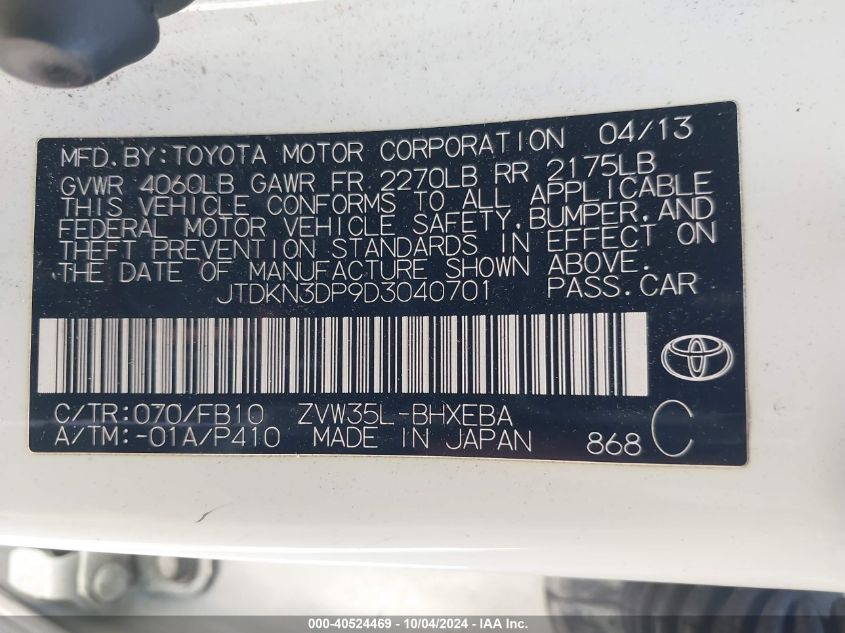 MFD. BY: TOYOTA MOTOR CORPORATION 04/13
GVWR 4060LB GAWR FR 2270LB RR 2175LB
THIS VEHICLE CONFORMS TO ALL APPLICABLE
FEDERAL MOTOR VEHICLE SAFETY, BUMPER, AND
THEFT PREVENTION STANDARDS IN EFFECT ON
THE DATE OF MANUFACTURE SHOWN ABOVE.
JTDKN3DP9D3040701 PASS. CAR
C/TR: 070/FB10 ZVW35L-BHXEBA
A/TM: -01A/P410 MADE IN JAPAN 868 C
000-40524469 - 10/04/2024 - IAA Inc.